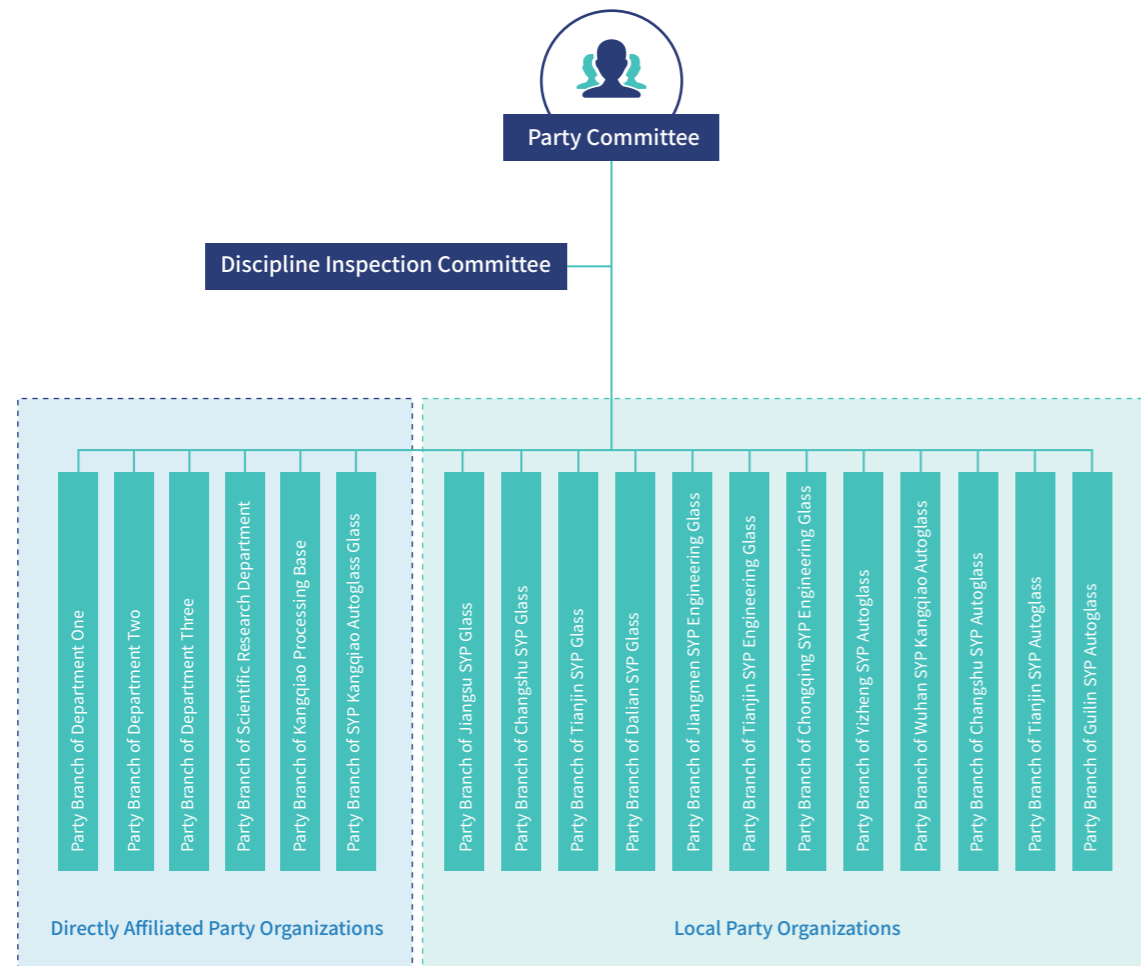 Party Committee
Discipline Inspection Committee
Party Branch of Department One
Party Branch of Department Two
Party Branch of Department Three
Party Branch of Scientific Research Department
Party Branch of Kangqiao Processing Base
Party Branch of SYP Kangqiao Autoglass Glass
Party Branch of Jiangsu SYP Glass
Party Branch of Changshu SYP Glass
Party Branch of Tianjin SYP Glass
Party Branch of Dalian SYP Glass
Party Branch of Jiangmen SYP Engineering Glass
Party Branch of Tianjin SYP Engineering Glass
Party Branch of Chongqing SYP Engineering Glass
Party Branch of Yizheng SYP Autoglass
Party Branch of Wuhan SYP Kangqiao Autoglass
Party Branch of Changshu SYP Autoglass
Party Branch of Tianjin SYP Autoglass
Party Branch of Guilin SYP Autoglass
Directly Affiliated Party Organizations
Local Party Organizations